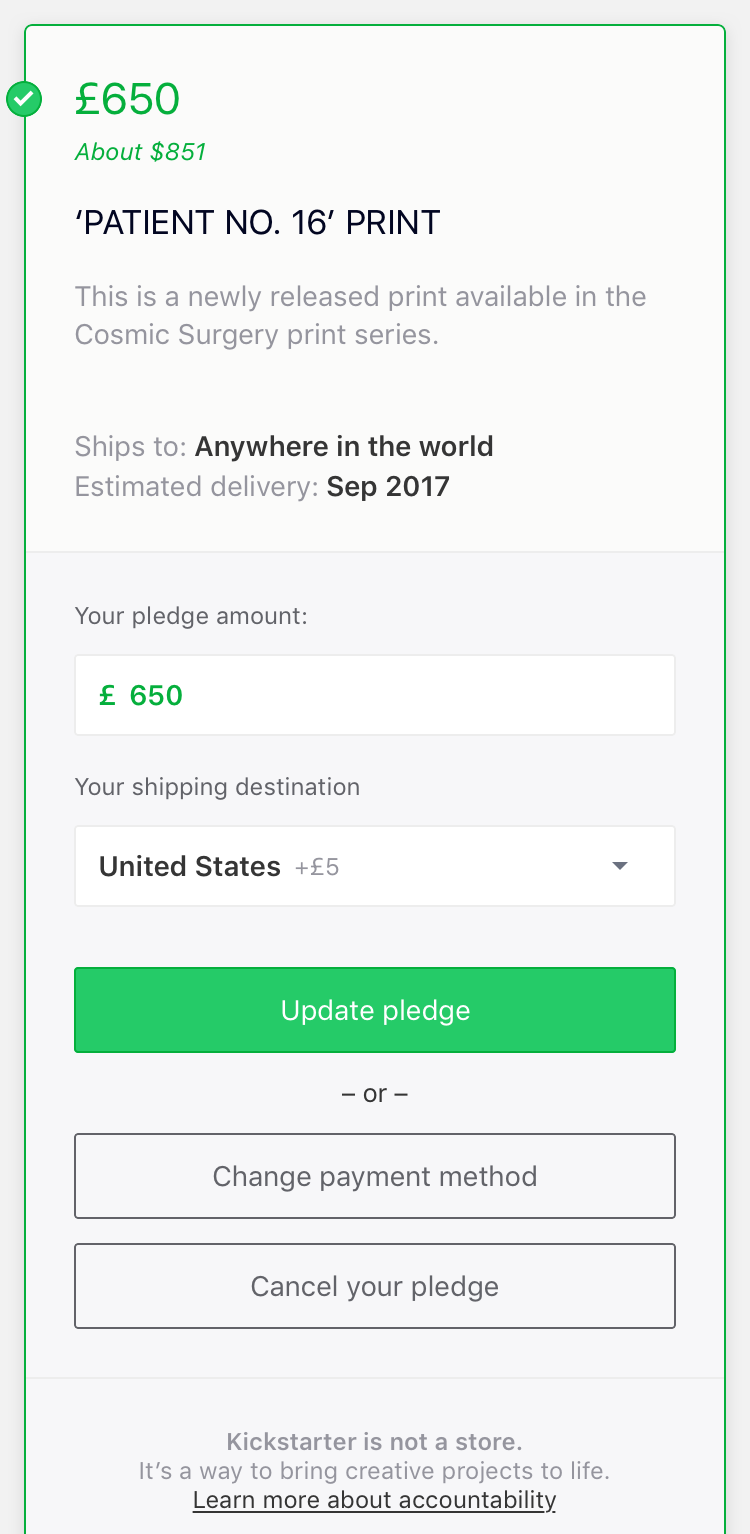 £650
About $851
‘PATIENT NO. 16’ PRINT
This is a newly released print available in the
Cosmic Surgery print series.
Ships to: Anywhere in the world
Estimated delivery: Sep 2017
Your pledge amount:
£ 650
Your shipping destination
United States +£5
Update pledge
– or –
Change payment method
Cancel your pledge
Kickstarter is not a store.
It’s a way to bring creative projects to life.
Learn more about accountability